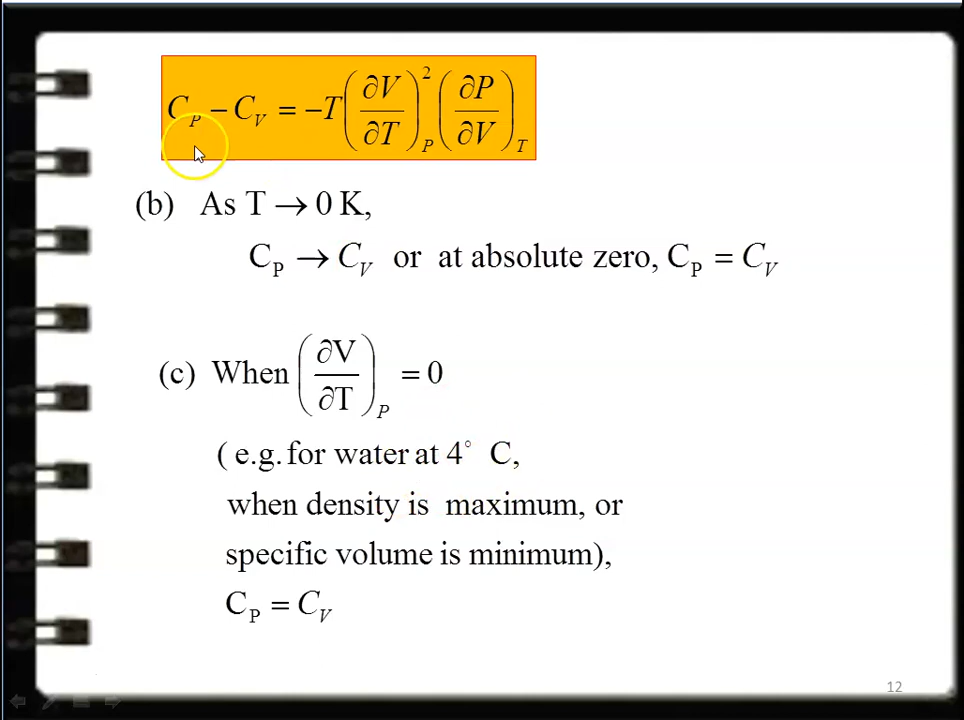 C_P − C_V = −T (∂V/∂T)_P^2 (∂P/∂V)_T
(b) As T → 0 K,
C_P → C_V or at absolute zero, C_P = C_V
(c) When (∂V/∂T)_P = 0
( e.g. for water at 4° C,
when density is maximum, or
specific volume is minimum),
C_P = C_V
12